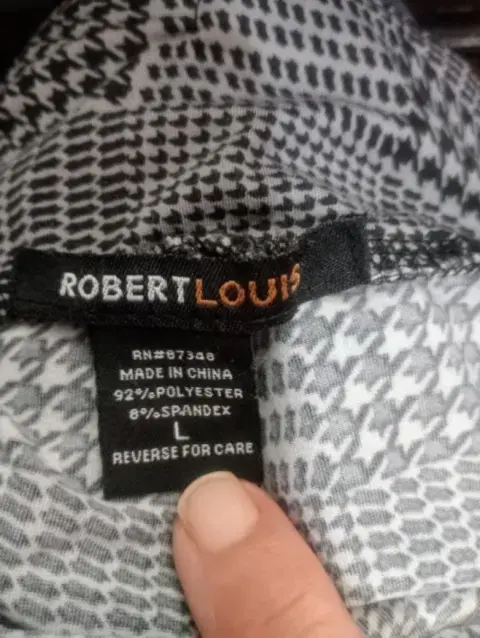 ROBERTLOUIS
RN#87348
MADE IN CHINA
92%POLYESTER
8%SPANDEX
L
REVERSE FOR CARE